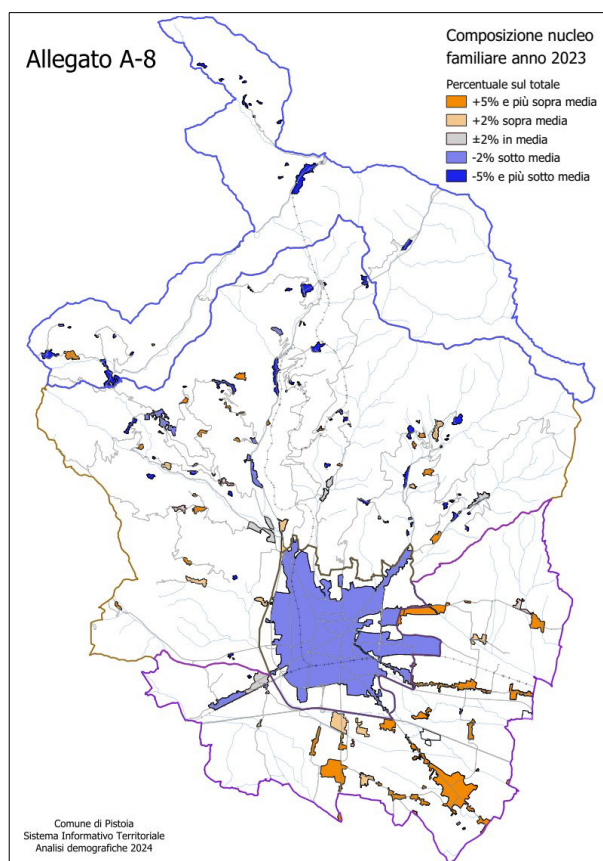 Allegato A-8
Composizione nucleo
familiare anno 2023
Percentuale sul totale
+5% e più sopra media
+2% sopra media
±2% in media
-2% sotto media
-5% e più sotto media
Comune di Pistoia
Sistema Informativo Territoriale
Analisi demografiche 2024